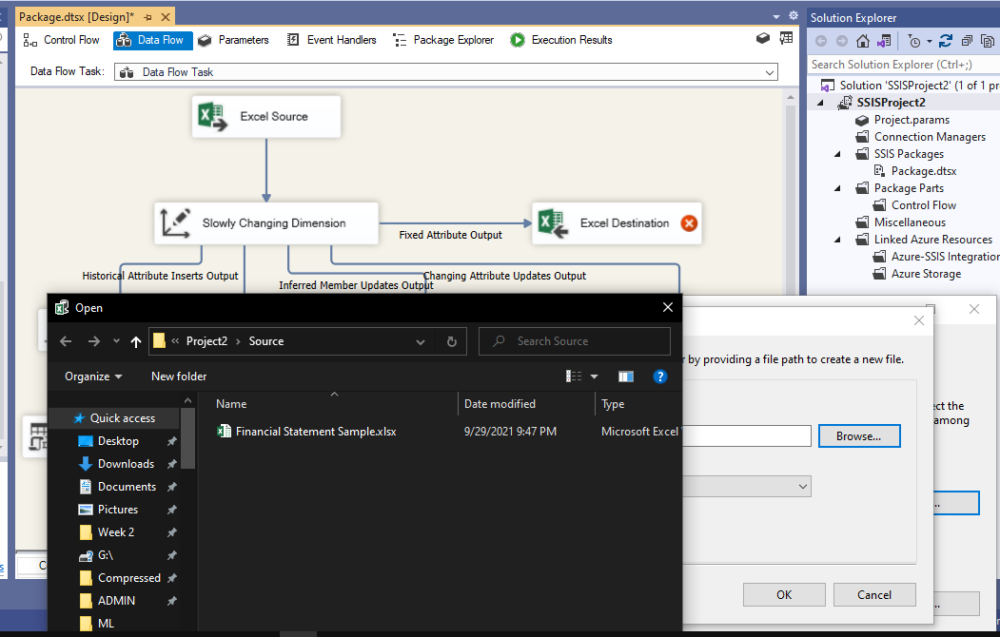 Package.dtsx [Design]*
Solution Explorer
Control Flow
Data Flow
Parameters
Event Handlers
Package Explorer
Execution Results
Data Flow Task:
Data Flow Task
Search Solution Explorer (Ctrl+;)
Solution 'SSISProject2' (1 of 1 pr
SSISProject2
Project.params
Connection Managers
SSIS Packages
Package.dtsx
Package Parts
Control Flow
Miscellaneous
Linked Azure Resources
Azure-SSIS Integration
Azure Storage
Excel Source
Slowly Changing Dimension
Fixed Attribute Output
Excel Destination
Historical Attribute Inserts Output
Inferred Member Updates Output
Changing Attribute Updates Output
Open
« Project2 › Source
Search Source
Organize
New folder
Name
Date modified
Type
Quick access
Desktop
Downloads
Documents
Pictures
Week 2
G:\
Compressed
ADMIN
ML
Financial Statement Sample.xlsx
9/29/2021 9:47 PM
Microsoft Excel
r by providing a file path to create a new file.
Browse...
OK
Cancel
ect the
among
...
...
C
s